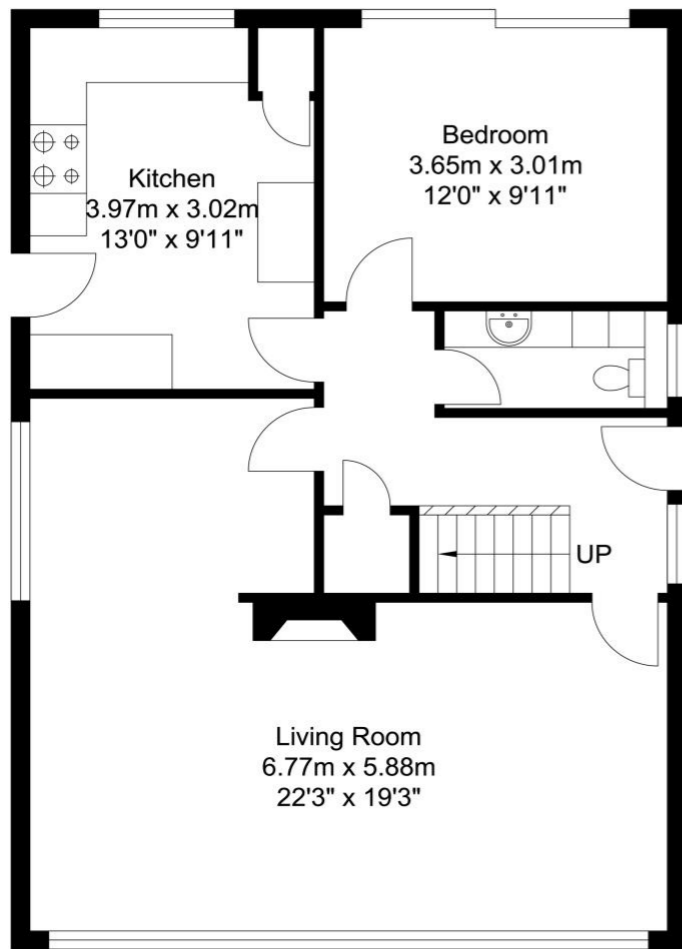 Bedroom
3.65m x 3.01m
12'0" x 9'11"
Kitchen
3.97m x 3.02m
13'0" x 9'11"
UP
Living Room
6.77m x 5.88m
22'3" x 19'3"